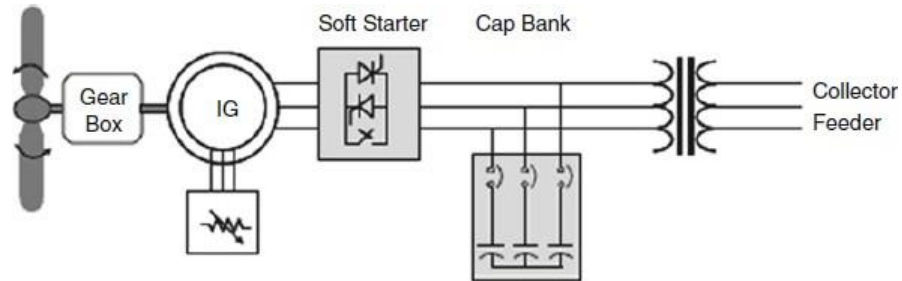 Soft Starter
Cap Bank
Gear
Box
IG
Collector
Feeder